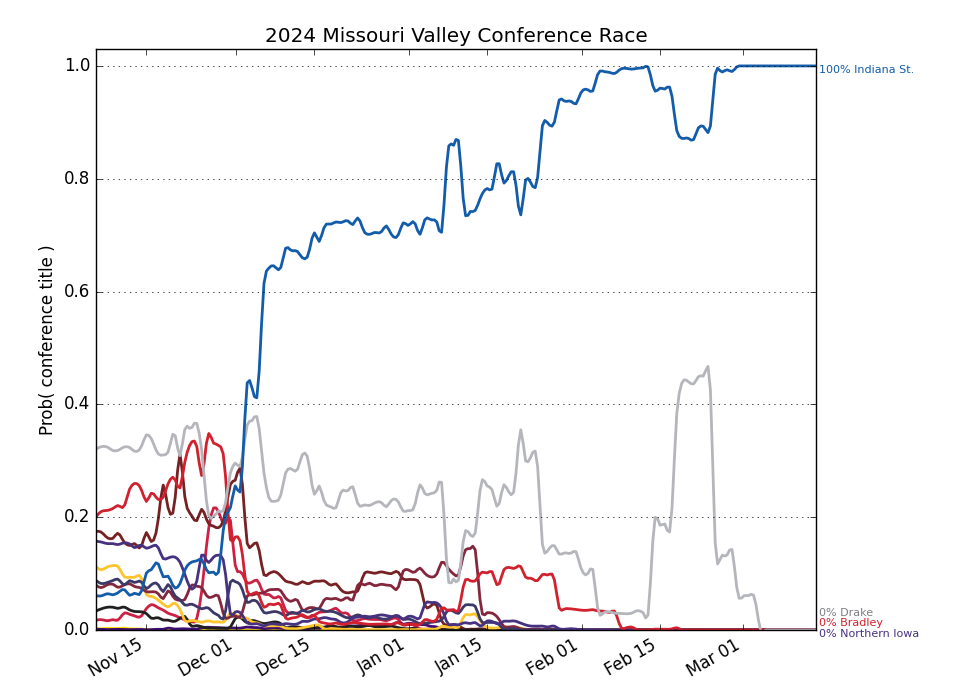 2024 Missouri Valley Conference Race
Prob( conference title )
1.0
0.8
0.6
0.4
0.2
0.0
Nov 15
Dec 01
Dec 15
Jan 01
Jan 15
Feb 01
Feb 15
Mar 01
100% Indiana St.
0% Drake
0% Bradley
0% Northern Iowa